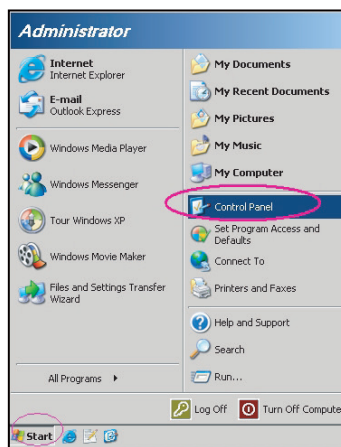 Administrator
Internet
Internet Explorer
E-mail
Outlook Express
Windows Media Player
Windows Messenger
Tour Windows XP
Windows Movie Maker
Files and Settings Transfer
Wizard
All Programs
My Documents
My Recent Documents
My Pictures
My Music
My Computer
Control Panel
Set Program Access and
Defaults
Connect To
Printers and Faxes
Help and Support
Search
Run...
Log Off
Turn Off Compute
Start